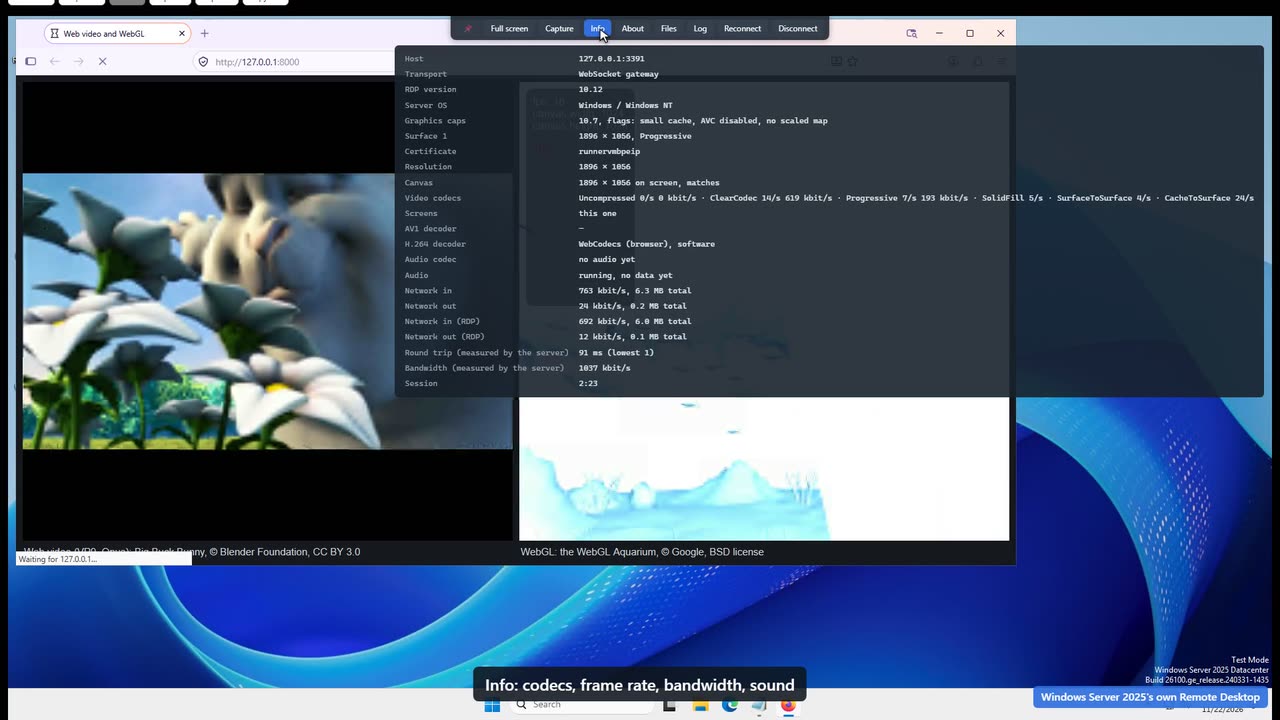 Full screen Capture Info About Files Log Reconnect Disconnect
Web video and WebGL
http://127.0.0.1:8000
Host 127.0.0.1:3391
Transport WebSocket gateway
RDP version 10.12
Server OS Windows / Windows NT
Graphics caps 10.7, flags: small cache, AVC disabled, no scaled map
Surface 1 1896 × 1056, Progressive
Certificate runnervmbpeip
Resolution 1896 × 1056
Canvas 1896 × 1056 on screen, matches
Video codecs Uncompressed 0/s 0 kbit/s · ClearCodec 14/s 619 kbit/s · Progressive 7/s 193 kbit/s · SolidFill 5/s · SurfaceToSurface 4/s · CacheToSurface 24/s
Screens this one
AV1 decoder —
H.264 decoder WebCodecs (browser), software
Audio codec no audio yet
Audio running, no data yet
Network in 763 kbit/s, 6.3 MB total
Network out 24 kbit/s, 0.2 MB total
Network in (RDP) 692 kbit/s, 6.0 MB total
Network out (RDP) 12 kbit/s, 0.1 MB total
Round trip (measured by the server) 91 ms (lowest 1)
Bandwidth (measured by the server) 1037 kbit/s
Session 2:23
Bunny, © Blender Foundation, CC BY 3.0
WebGL: the WebGL Aquarium, © Google, BSD license
Waiting for 127.0.0.1...
Test Mode
Windows Server 2025 Datacenter
Build 26100.ge_release.240331-1435
Info: codecs, frame rate, bandwidth, sound
Windows Server 2025's own Remote Desktop
Search
11/22/2026